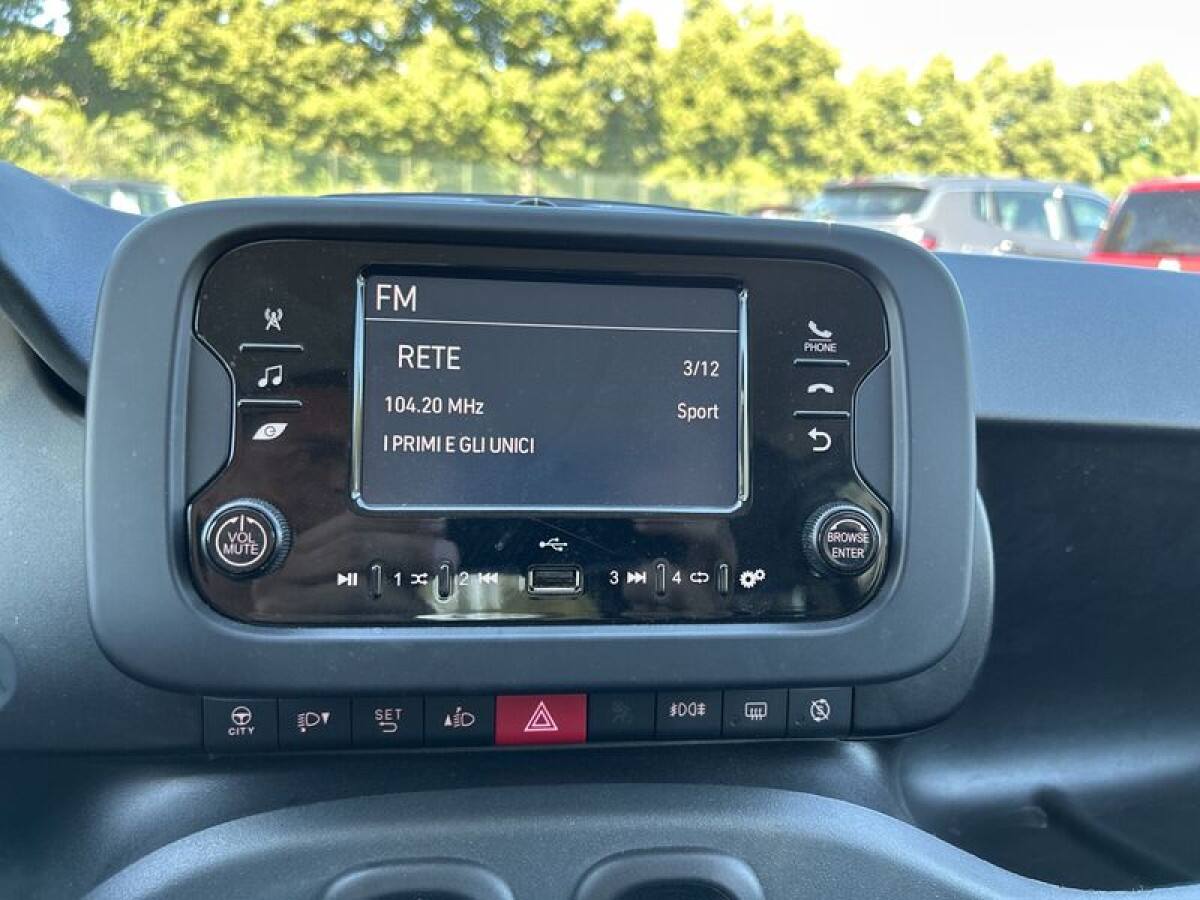 FM
RETE
3/12
104.20 MHz
Sport
I PRIMI E GLI UNICI
PHONE
VOL
MUTE
BROWSE
ENTER
1
2
3
4
CITY
SET